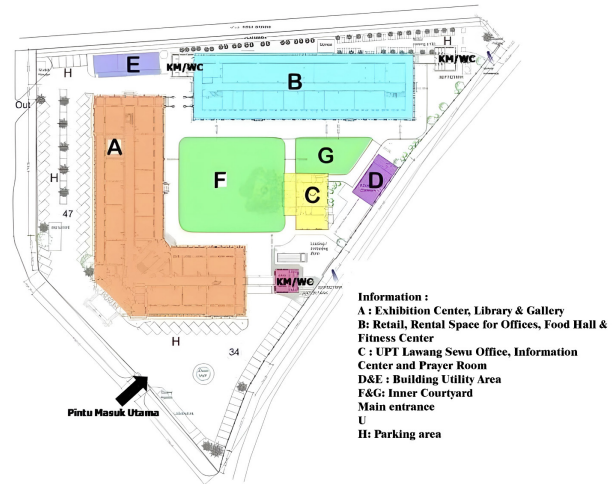 H
E
KM/WC
H
KM/WC
B
Out
A
G
F
C
D
H
47
KM/WC
H
34
Pintu Masuk Utama
Information :
A : Exhibition Center, Library & Gallery
B: Retail, Rental Space for Offices, Food Hall &
Fitness Center
C : UPT Lawang Sewu Office, Information
Center and Prayer Room
D&E : Building Utility Area
F&G: Inner Courtyard
Main entrance
U
H: Parking area